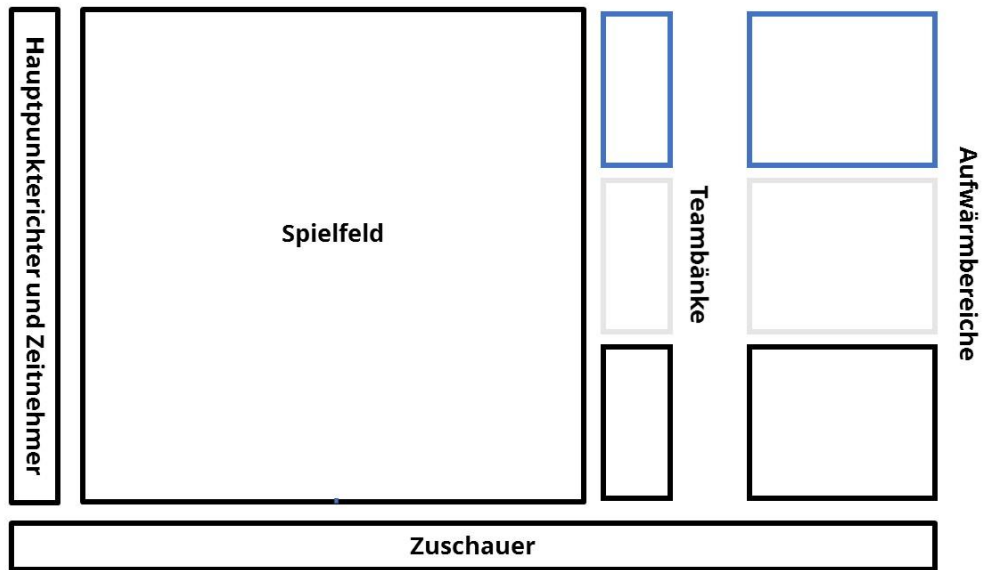 Hauptpunkterichter und Zeitnehmer
Spielfeld
Teambänke
Aufwärmbereiche
Zuschauer